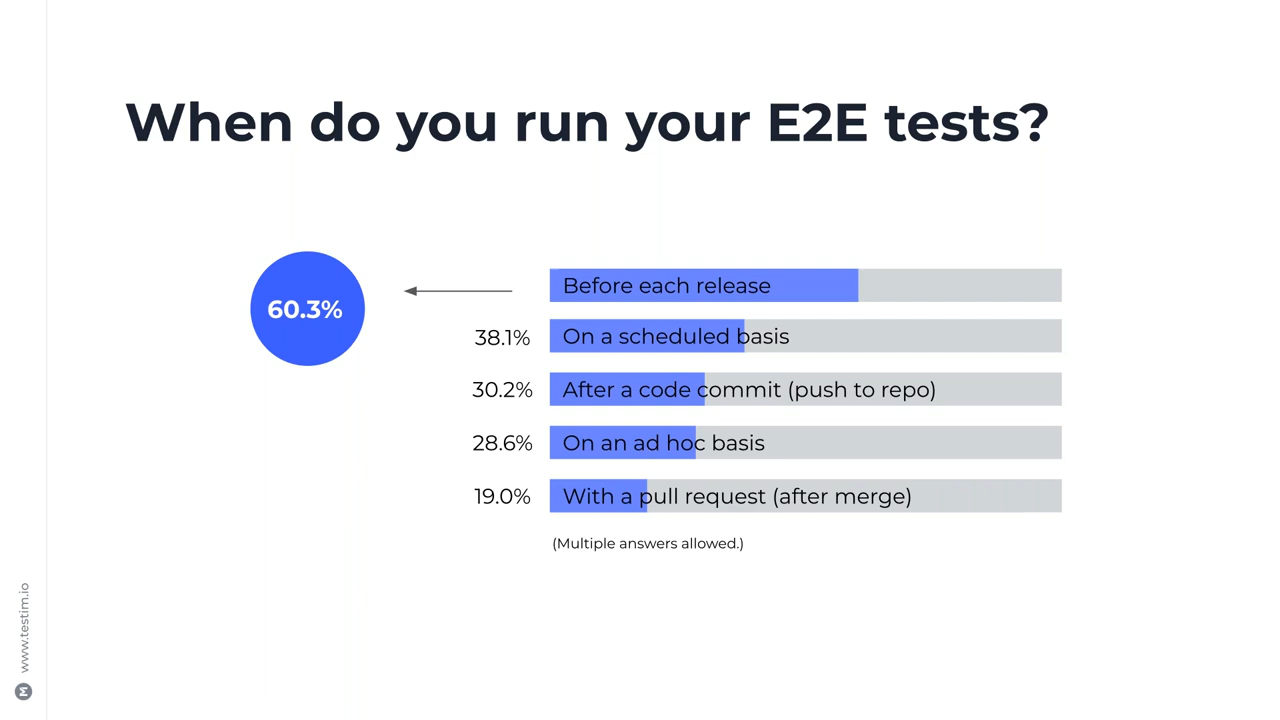 When do you run your E2E tests?
60.3%
Before each release
38.1%
On a scheduled basis
30.2%
After a code commit (push to repo)
28.6%
On an ad hoc basis
19.0%
With a pull request (after merge)
(Multiple answers allowed.)
www.testim.io